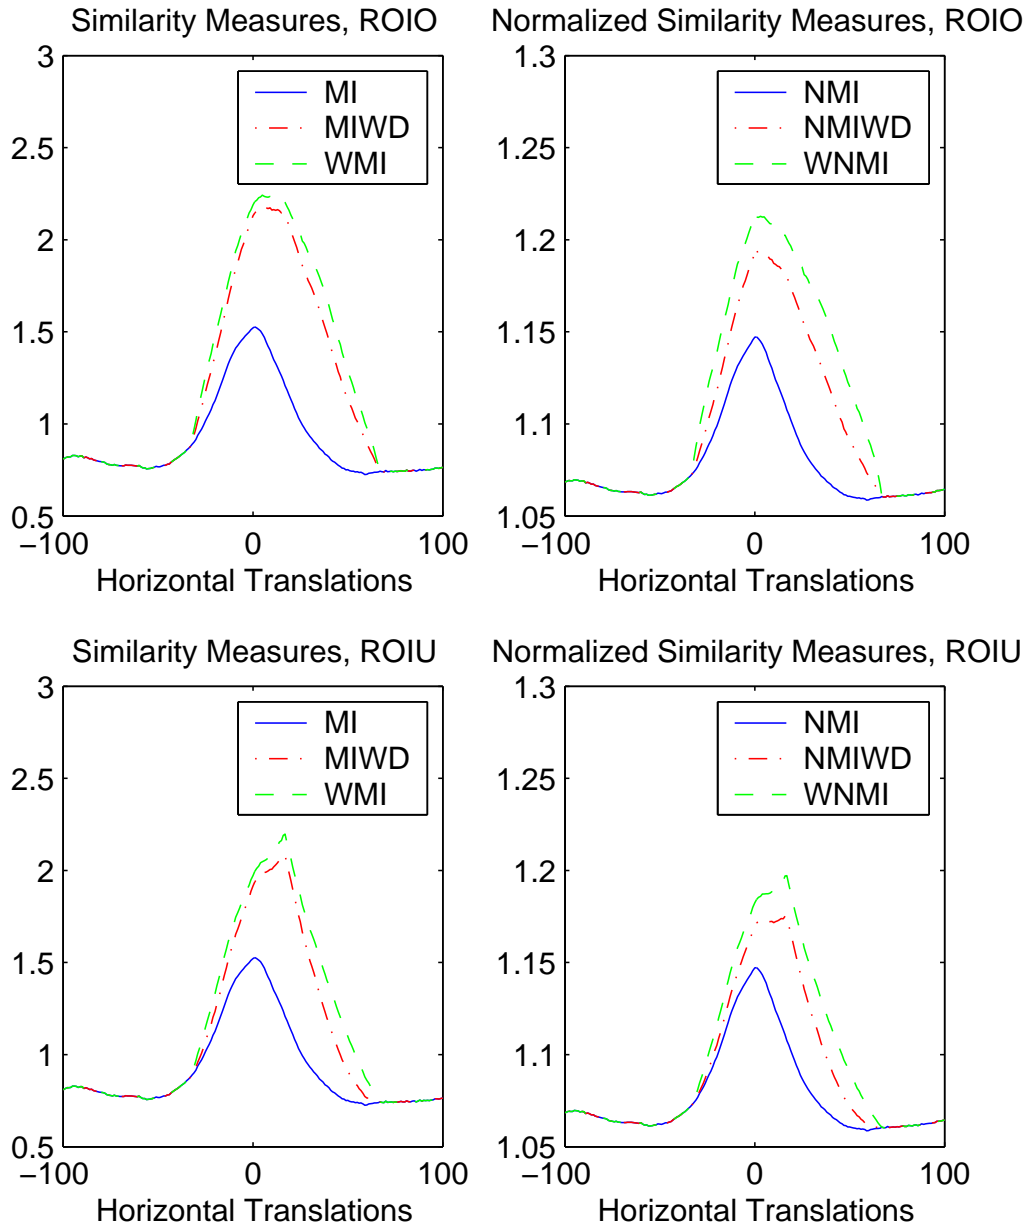 Similarity Measures, ROIO
3
2.5
2
1.5
1
0.5
MI
MIWD
WMI
−100 0 100
Horizontal Translations
Normalized Similarity Measures, ROIO
1.3
1.25
1.2
1.15
1.1
1.05
NMI
NMIWD
WNMI
−100 0 100
Horizontal Translations
Similarity Measures, ROIU
3
2.5
2
1.5
1
0.5
MI
MIWD
WMI
−100 0 100
Horizontal Translations
Normalized Similarity Measures, ROIU
1.3
1.25
1.2
1.15
1.1
1.05
NMI
NMIWD
WNMI
−100 0 100
Horizontal Translations